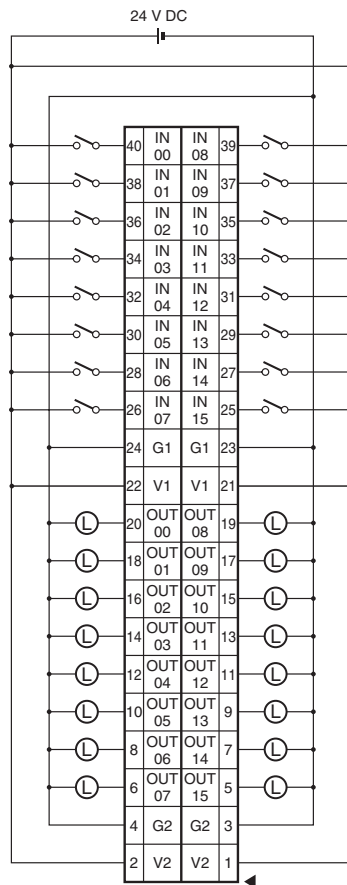 24 V DC
40 IN 00 IN 08 39
38 IN 01 IN 09 37
36 IN 02 IN 10 35
34 IN 03 IN 11 33
32 IN 04 IN 12 31
30 IN 05 IN 13 29
28 IN 06 IN 14 27
26 IN 07 IN 15 25
24 G1 G1 23
22 V1 V1 21
L 20 OUT 00 OUT 08 19 L
L 18 OUT 01 OUT 09 17 L
L 16 OUT 02 OUT 10 15 L
L 14 OUT 03 OUT 11 13 L
L 12 OUT 04 OUT 12 11 L
L 10 OUT 05 OUT 13 9 L
L 8 OUT 06 OUT 14 7 L
L 6 OUT 07 OUT 15 5 L
4 G2 G2 3
2 V2 V2 1